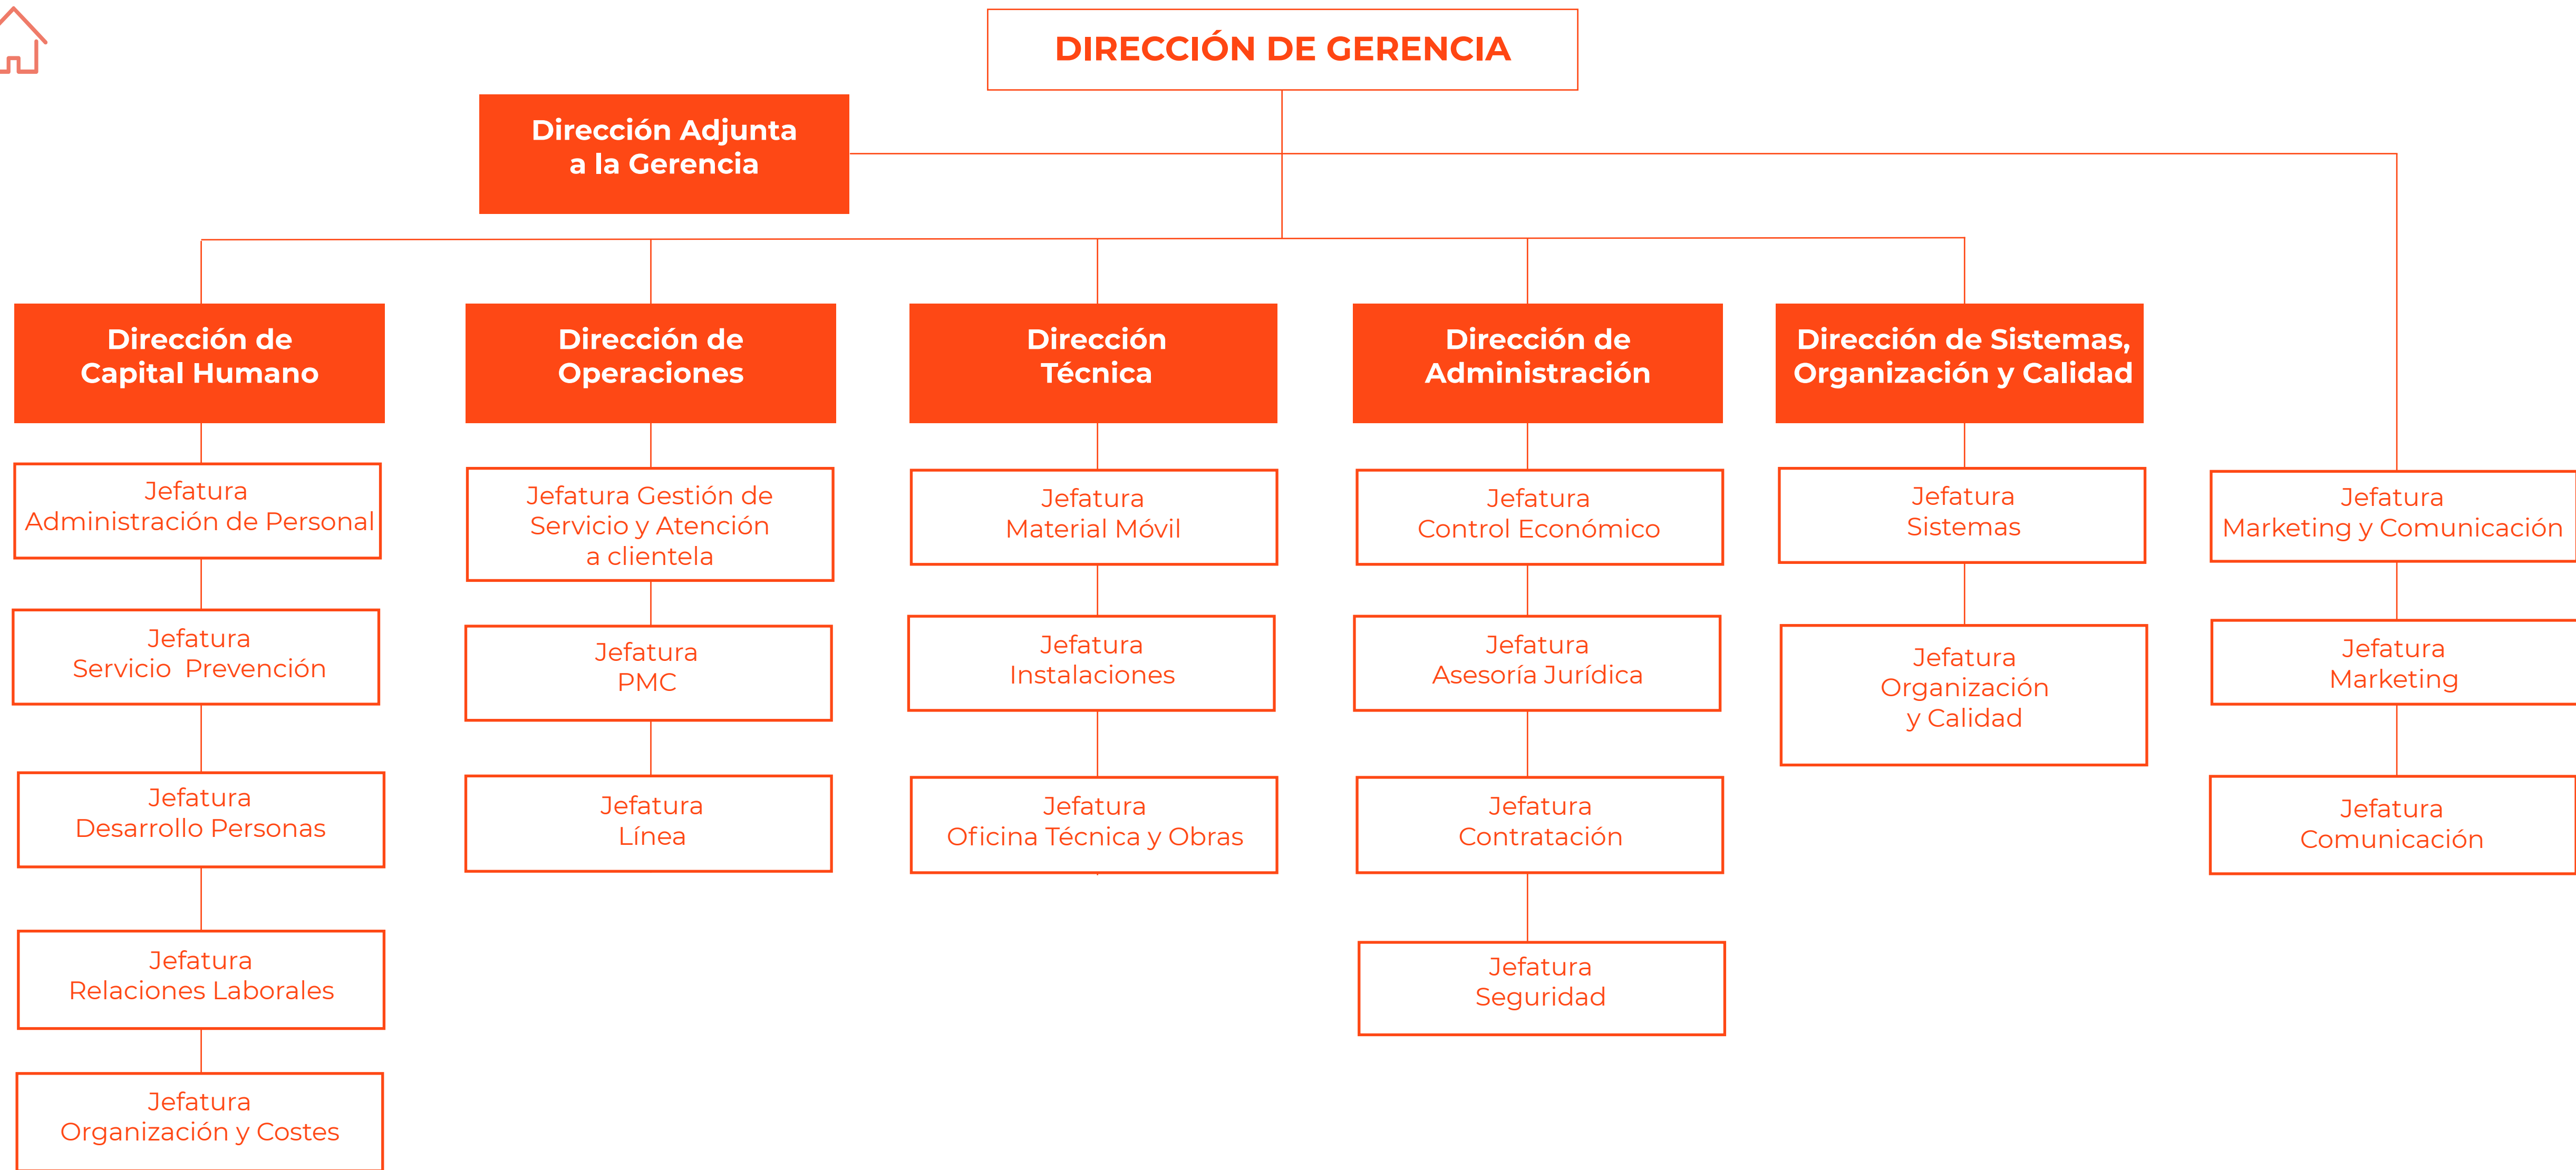 DIRECCIÓN DE GERENCIA
Dirección Adjunta
a la Gerencia
Dirección de
Capital Humano
Dirección de
Operaciones
Dirección
Técnica
Dirección de
Administración
Dirección de Sistemas,
Organización y Calidad
Jefatura
Administración de Personal
Jefatura
Servicio Prevención
Jefatura
Desarrollo Personas
Jefatura
Relaciones Laborales
Jefatura
Organización y Costes
Jefatura Gestión de
Servicio y Atención
a clientela
Jefatura
PMC
Jefatura
Línea
Jefatura
Material Móvil
Jefatura
Instalaciones
Jefatura
Oficina Técnica y Obras
Jefatura
Control Económico
Jefatura
Asesoría Jurídica
Jefatura
Contratación
Jefatura
Seguridad
Jefatura
Sistemas
Jefatura
Organización
y Calidad
Jefatura
Marketing y Comunicación
Jefatura
Marketing
Jefatura
Comunicación